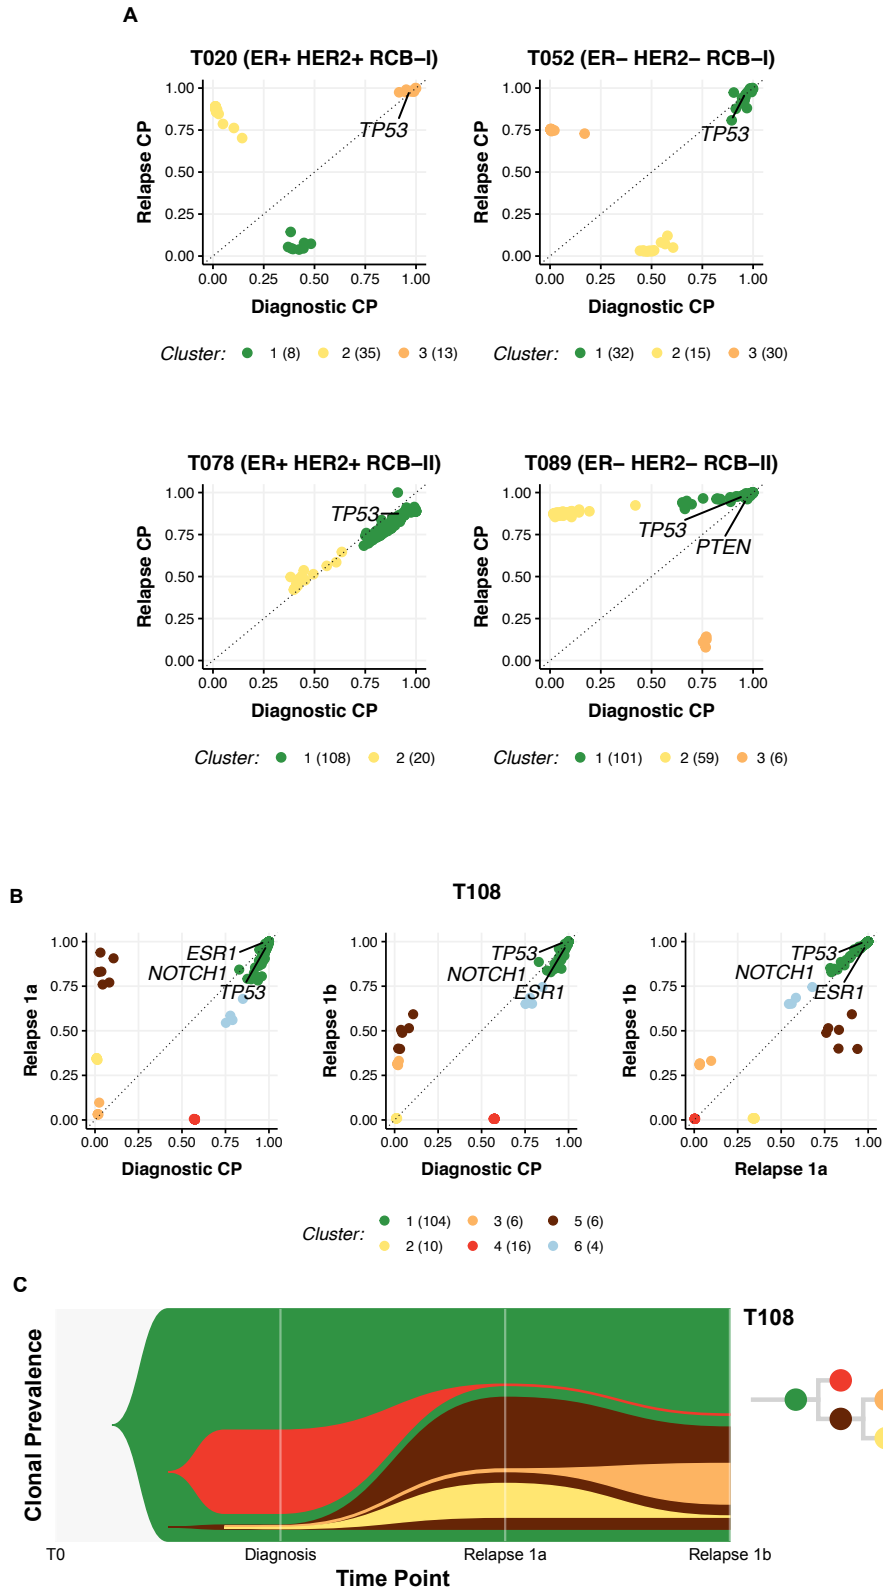 A
T020 (ER+ HER2+ RCB−I)
Relapse CP
1.00
0.75
0.50
0.25
0.00
TP53
0.00 0.25 0.50 0.75 1.00
Diagnostic CP
Cluster: 1 (8) 2 (35) 3 (13)
T052 (ER− HER2− RCB−I)
Relapse CP
1.00
0.75
0.50
0.25
0.00
TP53
0.00 0.25 0.50 0.75 1.00
Diagnostic CP
Cluster: 1 (32) 2 (15) 3 (30)
T078 (ER+ HER2+ RCB−II)
Relapse CP
1.00
0.75
0.50
0.25
0.00
TP53
0.00 0.25 0.50 0.75 1.00
Diagnostic CP
Cluster: 1 (108) 2 (20)
T089 (ER− HER2− RCB−II)
Relapse CP
1.00
0.75
0.50
0.25
0.00
TP53
PTEN
0.00 0.25 0.50 0.75 1.00
Diagnostic CP
Cluster: 1 (101) 2 (59) 3 (6)
B
T108
Relapse 1a
1.00
0.75
0.50
0.25
0.00
ESR1
NOTCH1
TP53
0.00 0.25 0.50 0.75 1.00
Diagnostic CP
Relapse 1b
1.00
0.75
0.50
0.25
0.00
TP53
NOTCH1
ESR1
0.00 0.25 0.50 0.75 1.00
Diagnostic CP
Relapse 1b
1.00
0.75
0.50
0.25
0.00
TP53
NOTCH1
ESR1
0.00 0.25 0.50 0.75 1.00
Relapse 1a
Cluster: 1 (104) 3 (6) 5 (6)
2 (10) 4 (16) 6 (4)
C
T108
Clonal Prevalence
T0 Diagnosis Relapse 1a Relapse 1b
Time Point